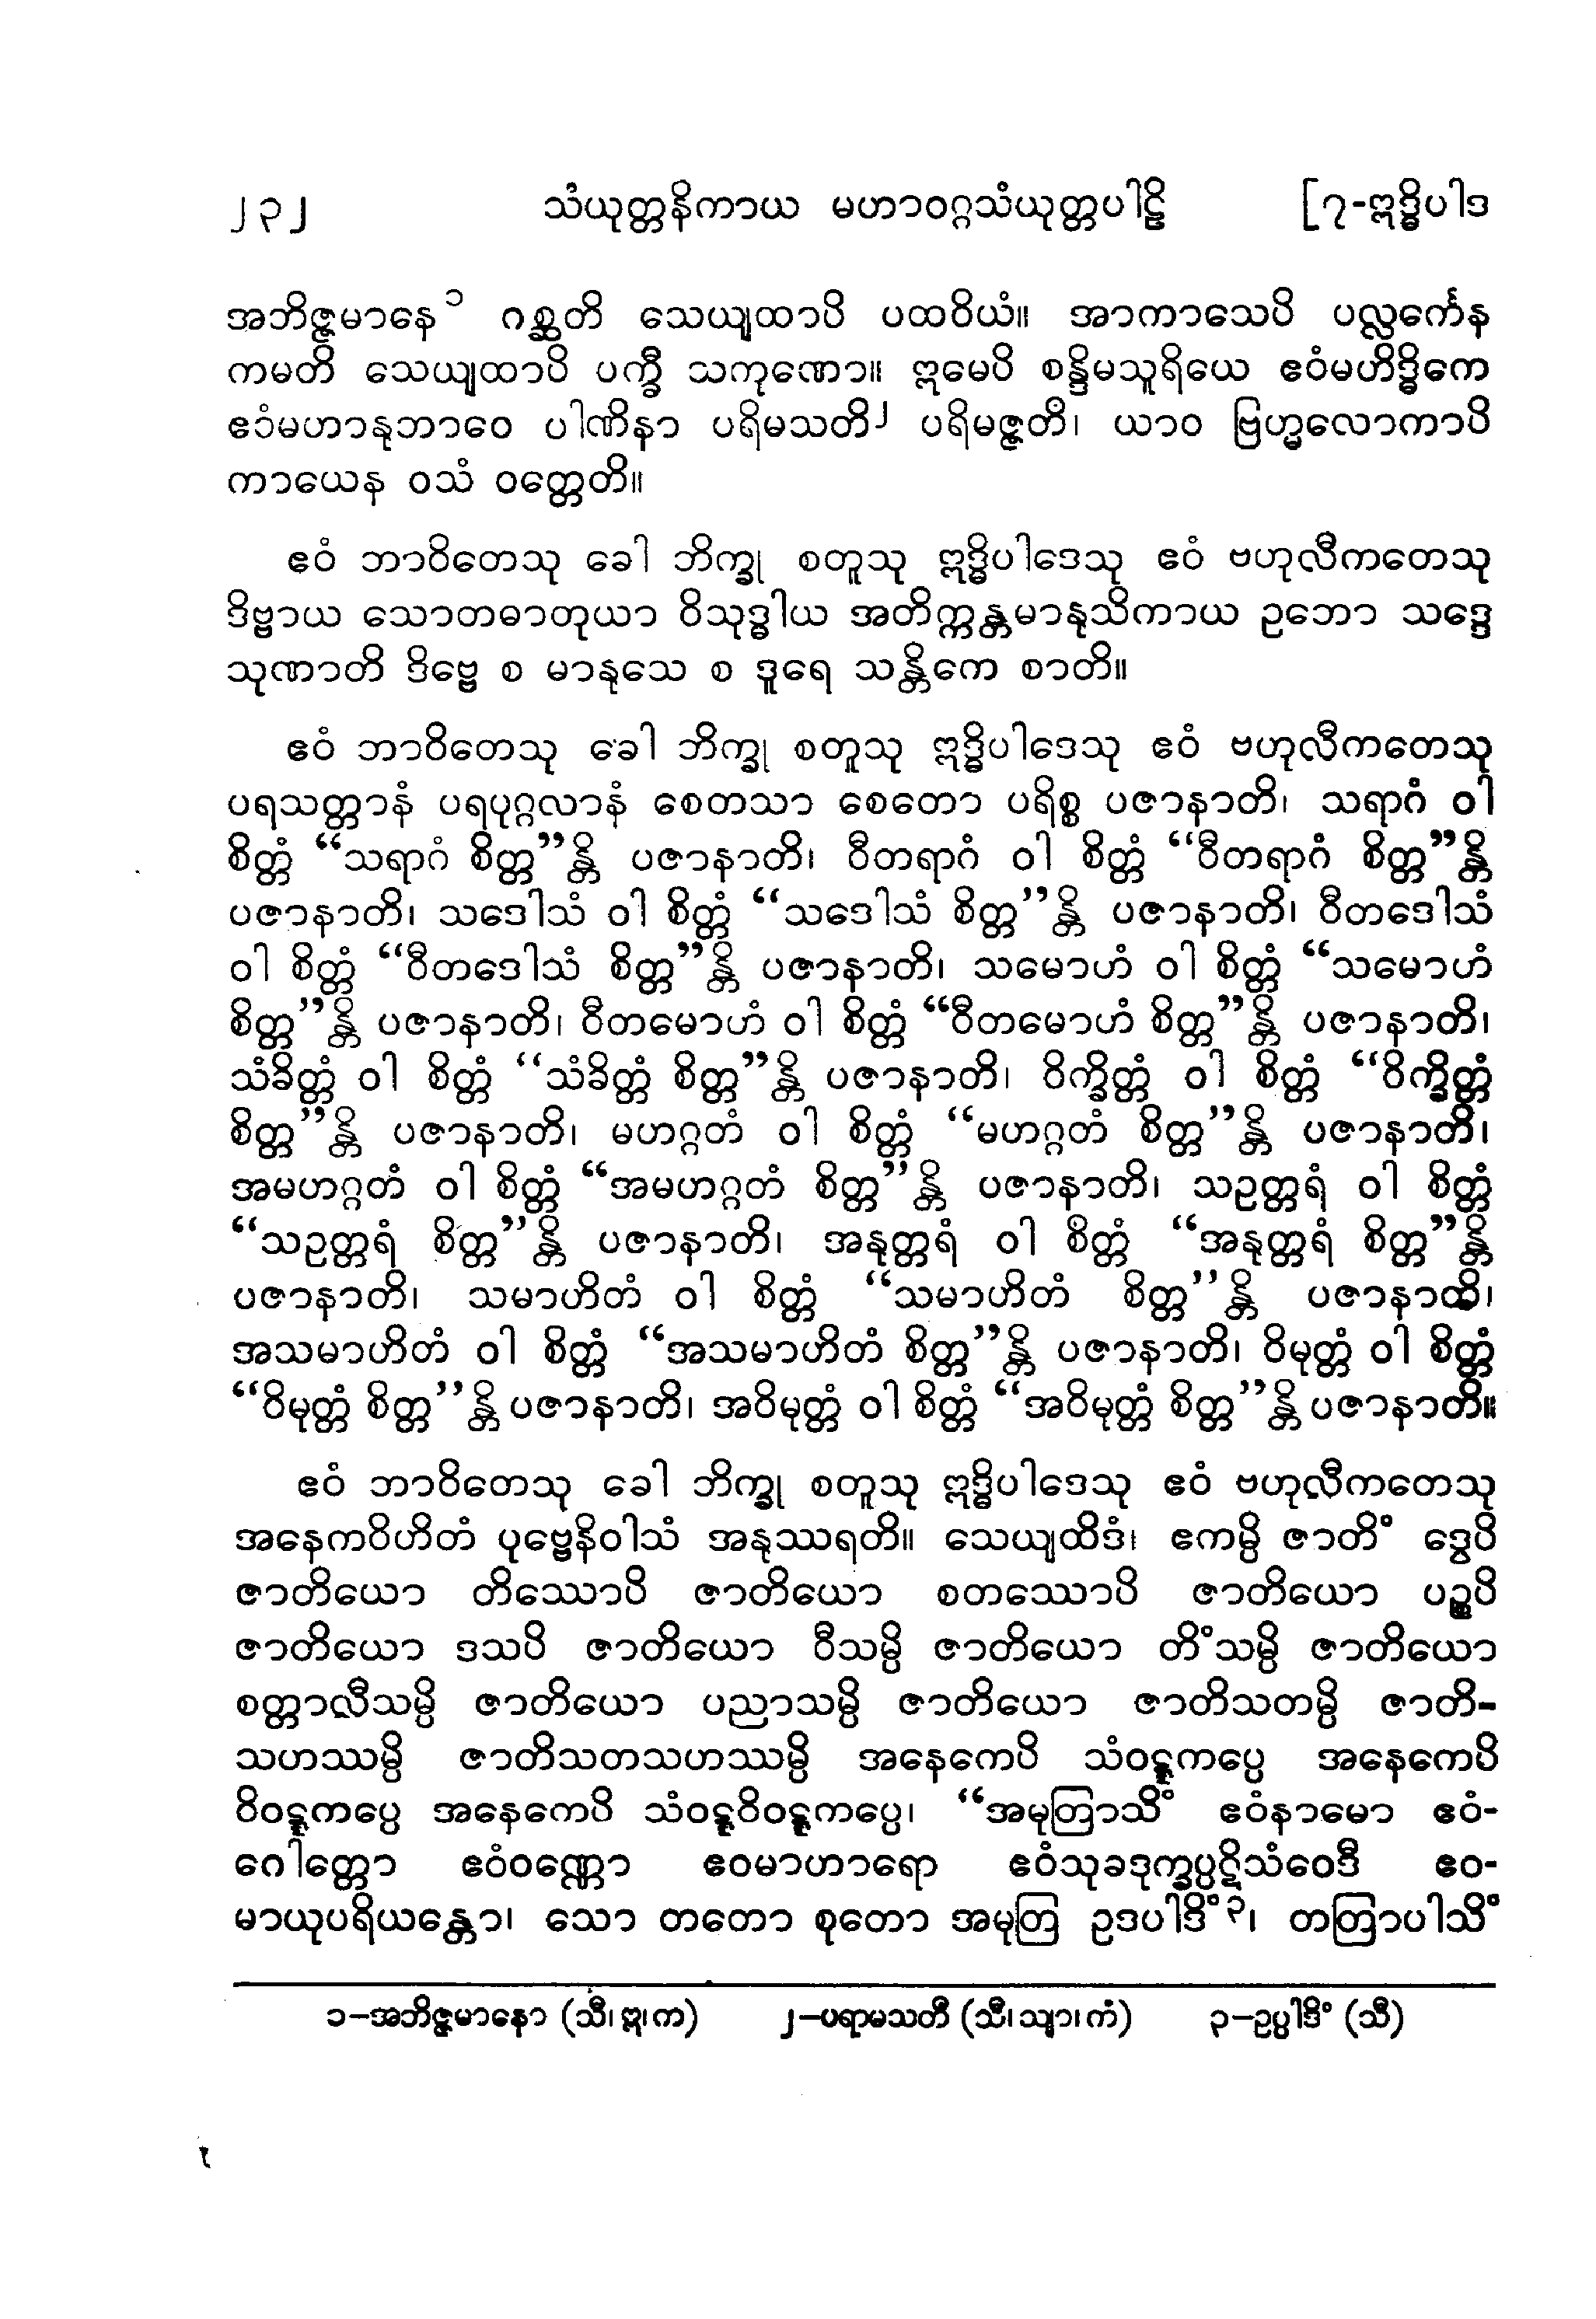 ၂၃၂ သံယုတ္တနိကာယ မဟာဝဂ္ဂသံယုတ္တပါဠိ [၇-ဣဒ္ဓိပါဒ
အဘိဇ္ဇမာနေ၁ ဂစ္ဆတိ သေယျထာပိ ပထဝိယံ။ အာကာသေပိ ပလ္လင်္ကေန
ကမတိ သေယျထာပိ ပက္ခီ သကုဏော။ ဣမေပိ စန္ဒိမသူရိယေ ဧဝံမဟိဒ္ဓိကေ
ဧဝံမဟာနုဘာဝေ ပါဏိနာ ပရိမသတိ၂ ပရိမဇ္ဇတိ၊ ယာဝ ဗြဟ္မလောကာပိ
ကာယေန ဝသံ ဝတ္တေတိ။
ဧဝံ ဘာဝိတေသု ခေါ ဘိက္ခု စတူသု ဣဒ္ဓိပါဒေသု ဧဝံ ဗဟုလီကတေသု
ဒိဗ္ဗာယ သောတဓာတုယာ ဝိသုဒ္ဓါယ အတိက္ကန္တမာနုသိကာယ ဥဘော သဒ္ဒေ
သုဏာတိ ဒိဗ္ဗေ စ မာနုသေ စ ဒူရေ သန္တိကေ စာတိ။
ဧဝံ ဘာဝိတေသု ခေါ ဘိက္ခု စတူသု ဣဒ္ဓိပါဒေသု ဧဝံ ဗဟုလီကတေသု
ပရသတ္တာနံ ပရပုဂ္ဂလာနံ စေတသာ စေတော ပရိစ္စ ပဇာနာတိ၊ သရာဂံ ဝါ
စိတ္တံ “သရာဂံ စိတ္တ”န္တိ ပဇာနာတိ၊ ဝီတရာဂံ ဝါ စိတ္တံ “ဝီတရာဂံ စိတ္တ”န္တိ
ပဇာနာတိ၊ သဒေါသံ ဝါ စိတ္တံ “သဒေါသံ စိတ္တ”န္တိ ပဇာနာတိ၊ ဝီတဒေါသံ
ဝါ စိတ္တံ “ဝီတဒေါသံ စိတ္တ”န္တိ ပဇာနာတိ၊ သမောဟံ ဝါ စိတ္တံ “သမောဟံ
စိတ္တ”န္တိ ပဇာနာတိ၊ ဝီတမောဟံ ဝါ စိတ္တံ “ဝီတမောဟံ စိတ္တ”န္တိ ပဇာနာတိ၊
သံခိတ္တံ ဝါ စိတ္တံ “သံခိတ္တံ စိတ္တ”န္တိ ပဇာနာတိ၊ ဝိက္ခိတ္တံ ဝါ စိတ္တံ “ဝိက္ခိတ္တံ
စိတ္တ”န္တိ ပဇာနာတိ၊ မဟဂ္ဂတံ ဝါ စိတ္တံ “မဟဂ္ဂတံ စိတ္တ”န္တိ ပဇာနာတိ၊
အမဟဂ္ဂတံ ဝါ စိတ္တံ “အမဟဂ္ဂတံ စိတ္တ”န္တိ ပဇာနာတိ၊ သဥတ္တရံ ဝါ စိတ္တံ
“သဥတ္တရံ စိတ္တ”န္တိ ပဇာနာတိ၊ အနုတ္တရံ ဝါ စိတ္တံ “အနုတ္တရံ စိတ္တ”န္တိ
ပဇာနာတိ၊ သမာဟိတံ ဝါ စိတ္တံ “သမာဟိတံ စိတ္တ”န္တိ ပဇာနာတိ၊
အသမာဟိတံ ဝါ စိတ္တံ “အသမာဟိတံ စိတ္တ”န္တိ ပဇာနာတိ၊ ဝိမုတ္တံ ဝါ စိတ္တံ
“ဝိမုတ္တံ စိတ္တ”န္တိ ပဇာနာတိ၊ အဝိမုတ္တံ ဝါ စိတ္တံ “အဝိမုတ္တံ စိတ္တ”န္တိ ပဇာနာတိ။
ဧဝံ ဘာဝိတေသု ခေါ ဘိက္ခု စတူသု ဣဒ္ဓိပါဒေသု ဧဝံ ဗဟုလီကတေသု
အနေကဝိဟိတံ ပုဗ္ဗေနိဝါသံ အနုဿရတိ။ သေယျထိဒံ၊ ဧကမ္ပိ ဇာတိံ ဒွေပိ
ဇာတိယော တိဿောပိ ဇာတိယော စတဿောပိ ဇာတိယော ပဉ္စပိ
ဇာတိယော ဒသပိ ဇာတိယော ဝီသမ္ပိ ဇာတိယော တိံသမ္ပိ ဇာတိယော
စတ္တာလီသမ္ပိ ဇာတိယော ပညာသမ္ပိ ဇာတိယော ဇာတိသတမ္ပိ ဇာတိ-
သဟဿမ္ပိ ဇာတိသတသဟဿမ္ပိ အနေကေပိ သံဝဋ္ဋကပ္ပေ အနေကေပိ
ဝိဝဋ္ဋကပ္ပေ အနေကေပိ သံဝဋ္ဋဝိဝဋ္ဋကပ္ပေ၊ “အမုတြာသိံ ဧဝံနာမော ဧဝံ-
ဂေါတ္တော ဧဝံဝဏ္ဏော ဧဝမာဟာရော ဧဝံသုခဒုက္ခပ္ပဋိသံဝေဒီ ဧဝ-
မာယုပရိယန္တော၊ သော တတော စုတော အမုတြ ဥဒပါဒိံ၃၊ တတြာပါသိံ
၁–အဘိဇ္ဇမာနော (သီ၊ ဣ၊ က) ၂–ပရာမသတိ (သီ၊ သျာ၊ ကံ) ၃–ဥပ္ပါဒိံ (သီ)